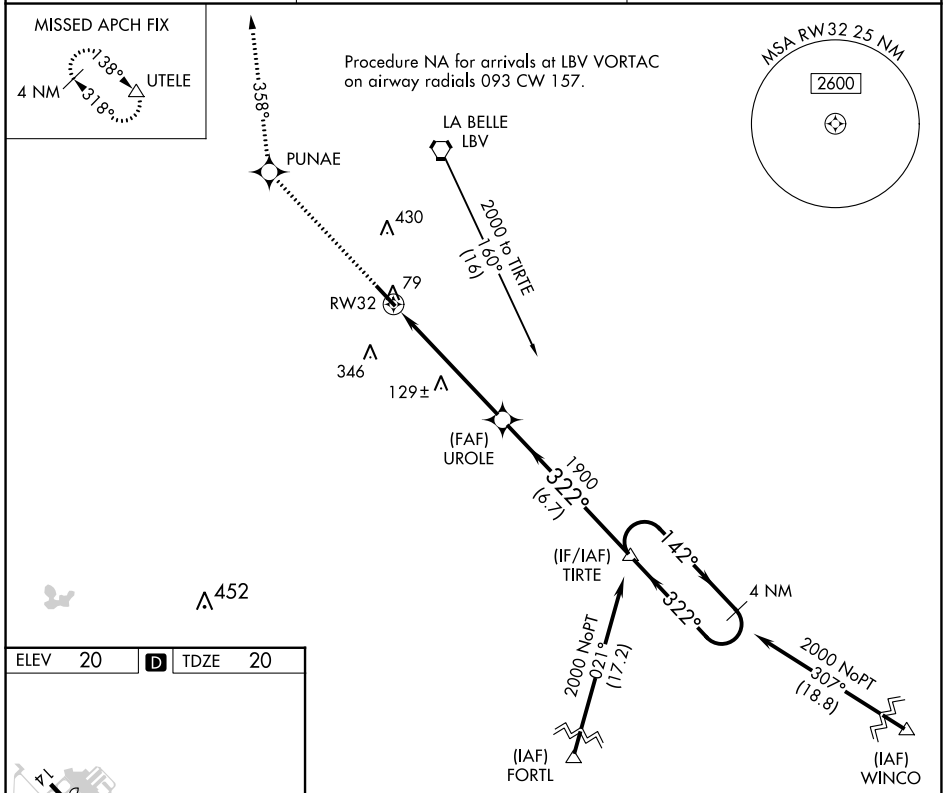 MISSED APCH FIX
138°
4 NM
UTELE
318°
358°
Procedure NA for arrivals at LBV VORTAC
on airway radials 093 CW 157.
MSA RW32 25 NM
2600
LA BELLE
LBV
PUNAE
2000 to TIRTE
160°
(16)
430
79
RW32
346
129±
(FAF)
UROLE
1900
322°
(6.7)
(IF/IAF)
TIRTE
142°
322°
4 NM
452
2000 NoPT
021°
(17.2)
2000 NoPT
307°
(18.8)
(IAF)
FORTL
(IAF)
WINCO
ELEV 20 D TDZE 20
14